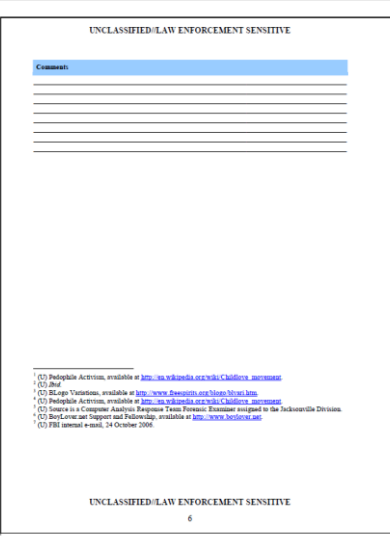 UNCLASSIFIED//LAW ENFORCEMENT SENSITIVE
Comments
1 (U) Pedophile Activism, available at http://en.wikipedia.org/wiki/Childlove_movement.
2 (U) Ibid.
3 (U) BLogo Variations, available at http://www.freespirits.org/blogo/blvari.htm.
4 (U) Pedophile Activism, available at http://en.wikipedia.org/wiki/Childlove_movement.
5 (U) Source is a Computer Analysis Response Team Forensic Examiner assigned to the Jacksonville Division.
6 (U) BoyLover.net Support and Fellowship, available at http://www.boylover.net.
7 (U) FBI internal e-mail, 24 October 2006.
UNCLASSIFIED//LAW ENFORCEMENT SENSITIVE
6